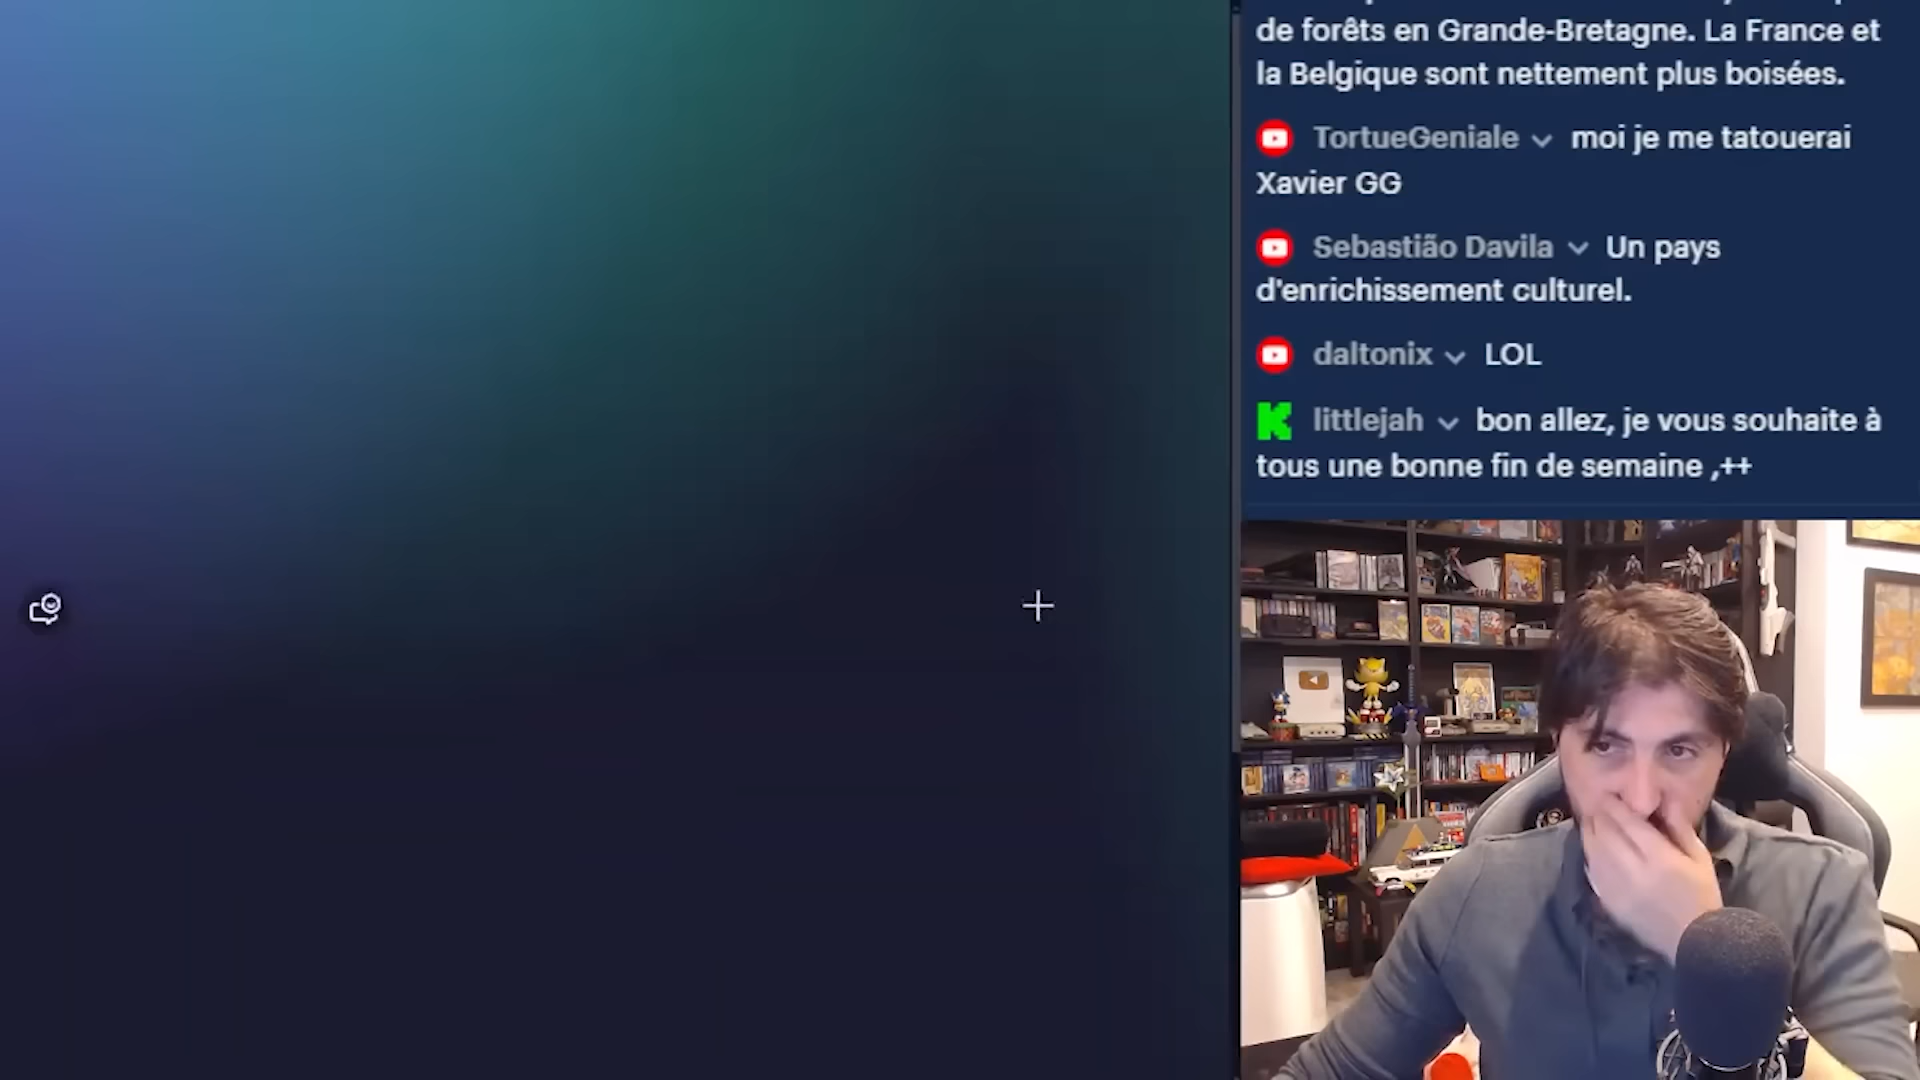 de forêts en Grande-Bretagne. La France et
la Belgique sont nettement plus boisées.
TortueGeniale moi je me tatouerai
Xavier GG
Sebastião Davila Un pays
d'enrichissement culturel.
daltonix LOL
littlejah bon allez, je vous souhaite à
tous une bonne fin de semaine ,++